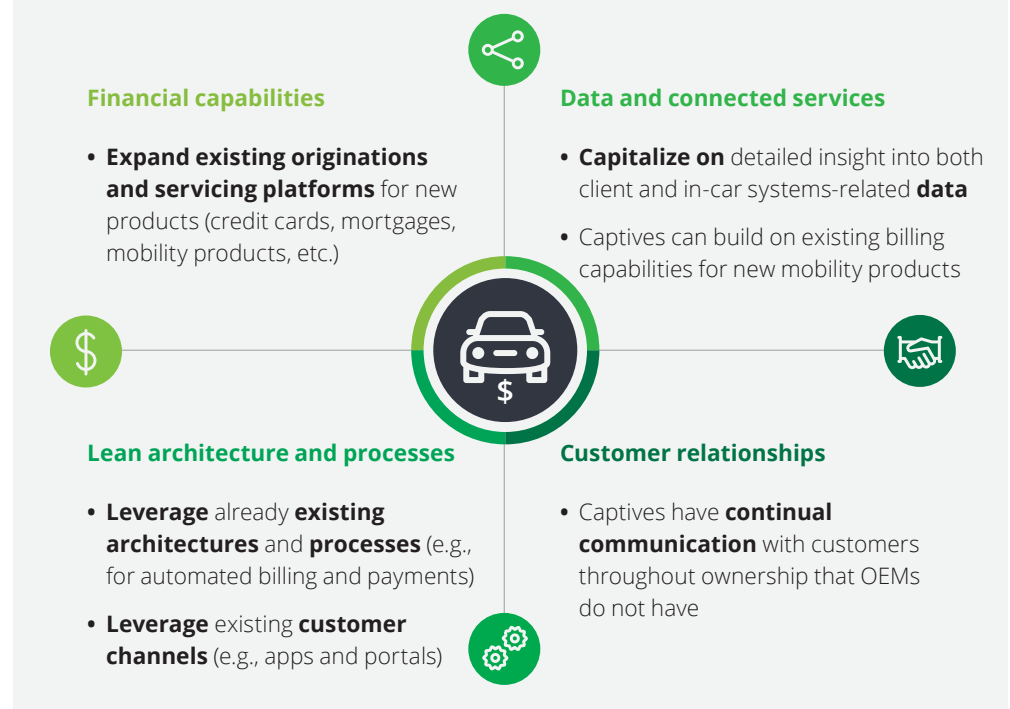 Financial capabilities
• Expand existing originations
and servicing platforms for new
products (credit cards, mortgages,
mobility products, etc.)
Data and connected services
• Capitalize on detailed insight into both
client and in-car systems-related data
• Captives can build on existing billing
capabilities for new mobility products
$
$
Lean architecture and processes
• Leverage already existing
architectures and processes (e.g.,
for automated billing and payments)
• Leverage existing customer
channels (e.g., apps and portals)
Customer relationships
• Captives have continual
communication with customers
throughout ownership that OEMs
do not have